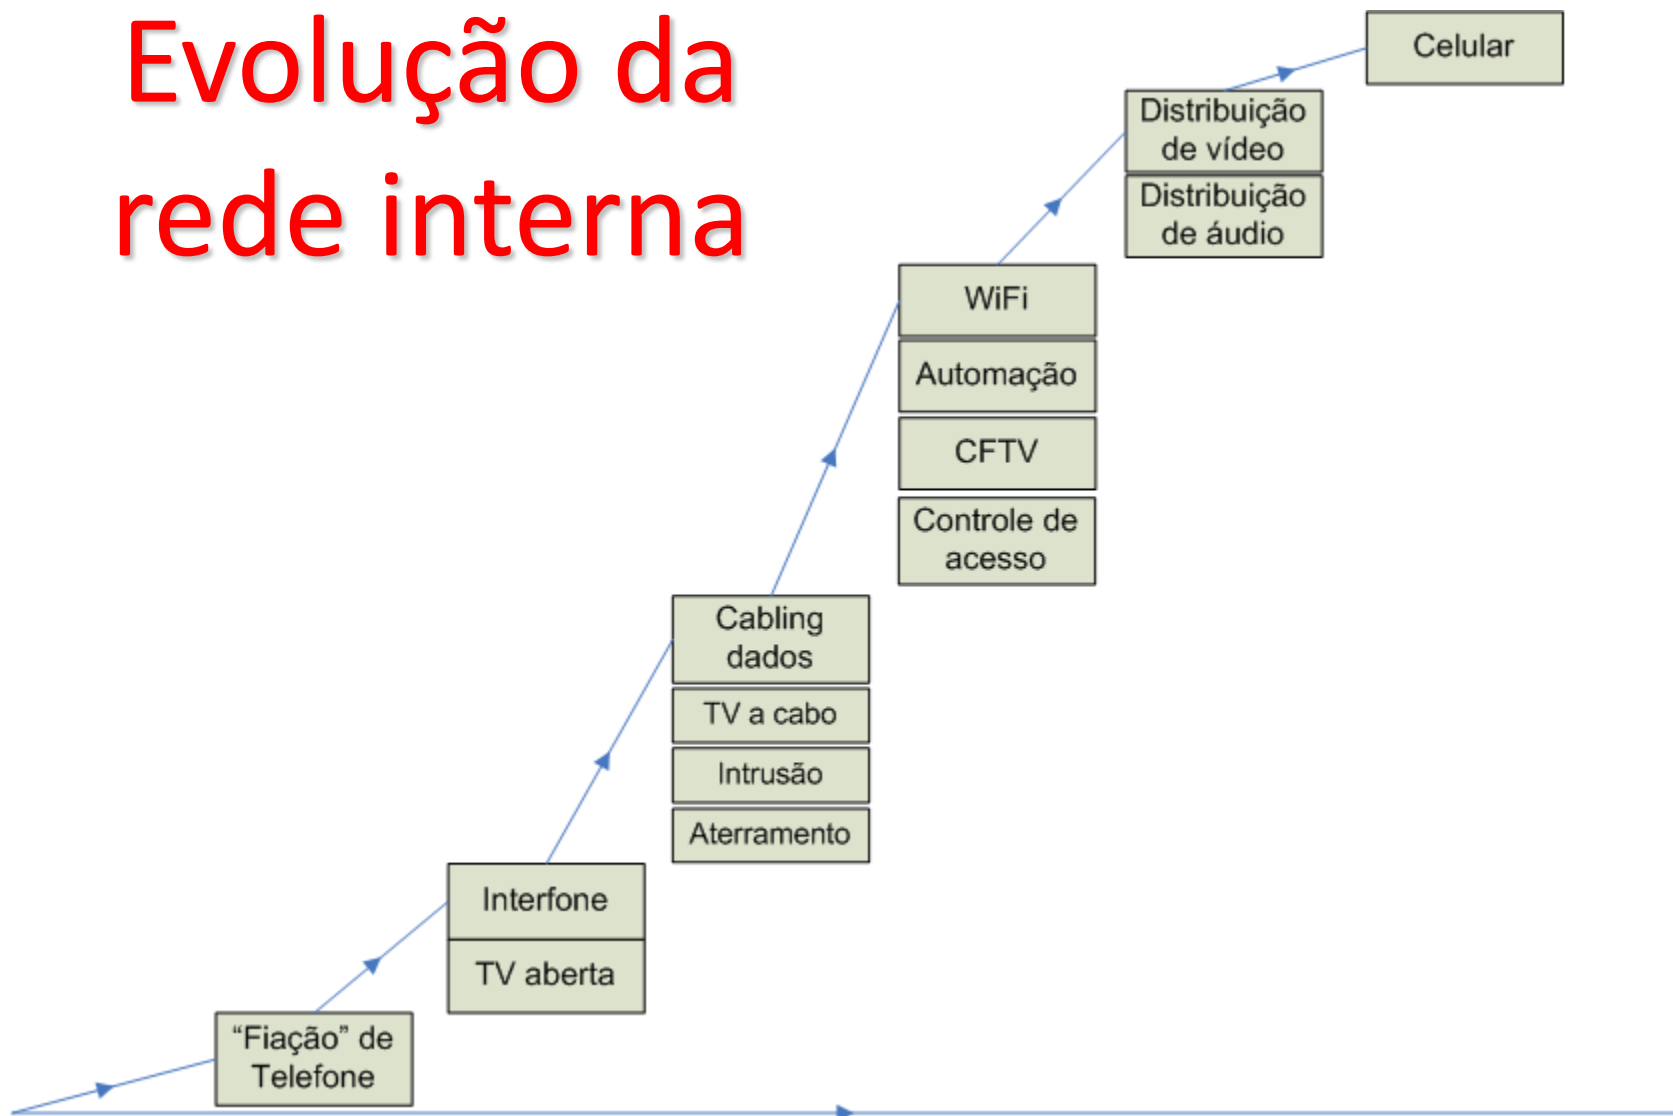 Evolução da
rede interna
Celular
Distribuição
de vídeo
Distribuição
de áudio
WiFi
Automação
CFTV
Controle de
acesso
Cabling
dados
TV a cabo
Intrusão
Aterramento
Interfone
TV aberta
“Fiação” de
Telefone